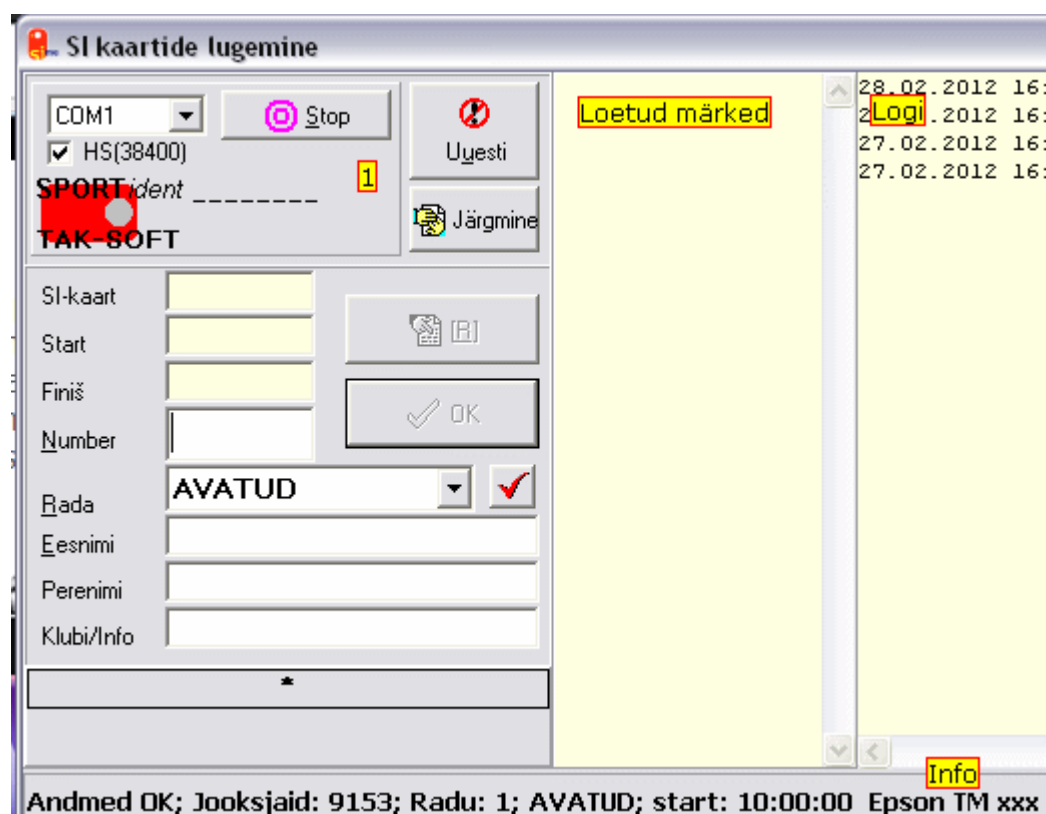 SI kaartide lugemine
COM1
Stop
HS(38400)
SPORTident ________
TAK-SOFT
1
Uuesti
Järgmine
SI-kaart
Start
Finiš
Number
Rada
AVATUD
Eesnimi
Perenimi
Klubi/Info
[R]
OK
*
Loetud märked
28.02.2012 16:
2 .2012 16:
Logi
27.02.2012 16:
27.02.2012 16:
Info
Andmed OK; Jooksjaid: 9153; Radu: 1; AVATUD; start: 10:00:00 Epson TM xxx